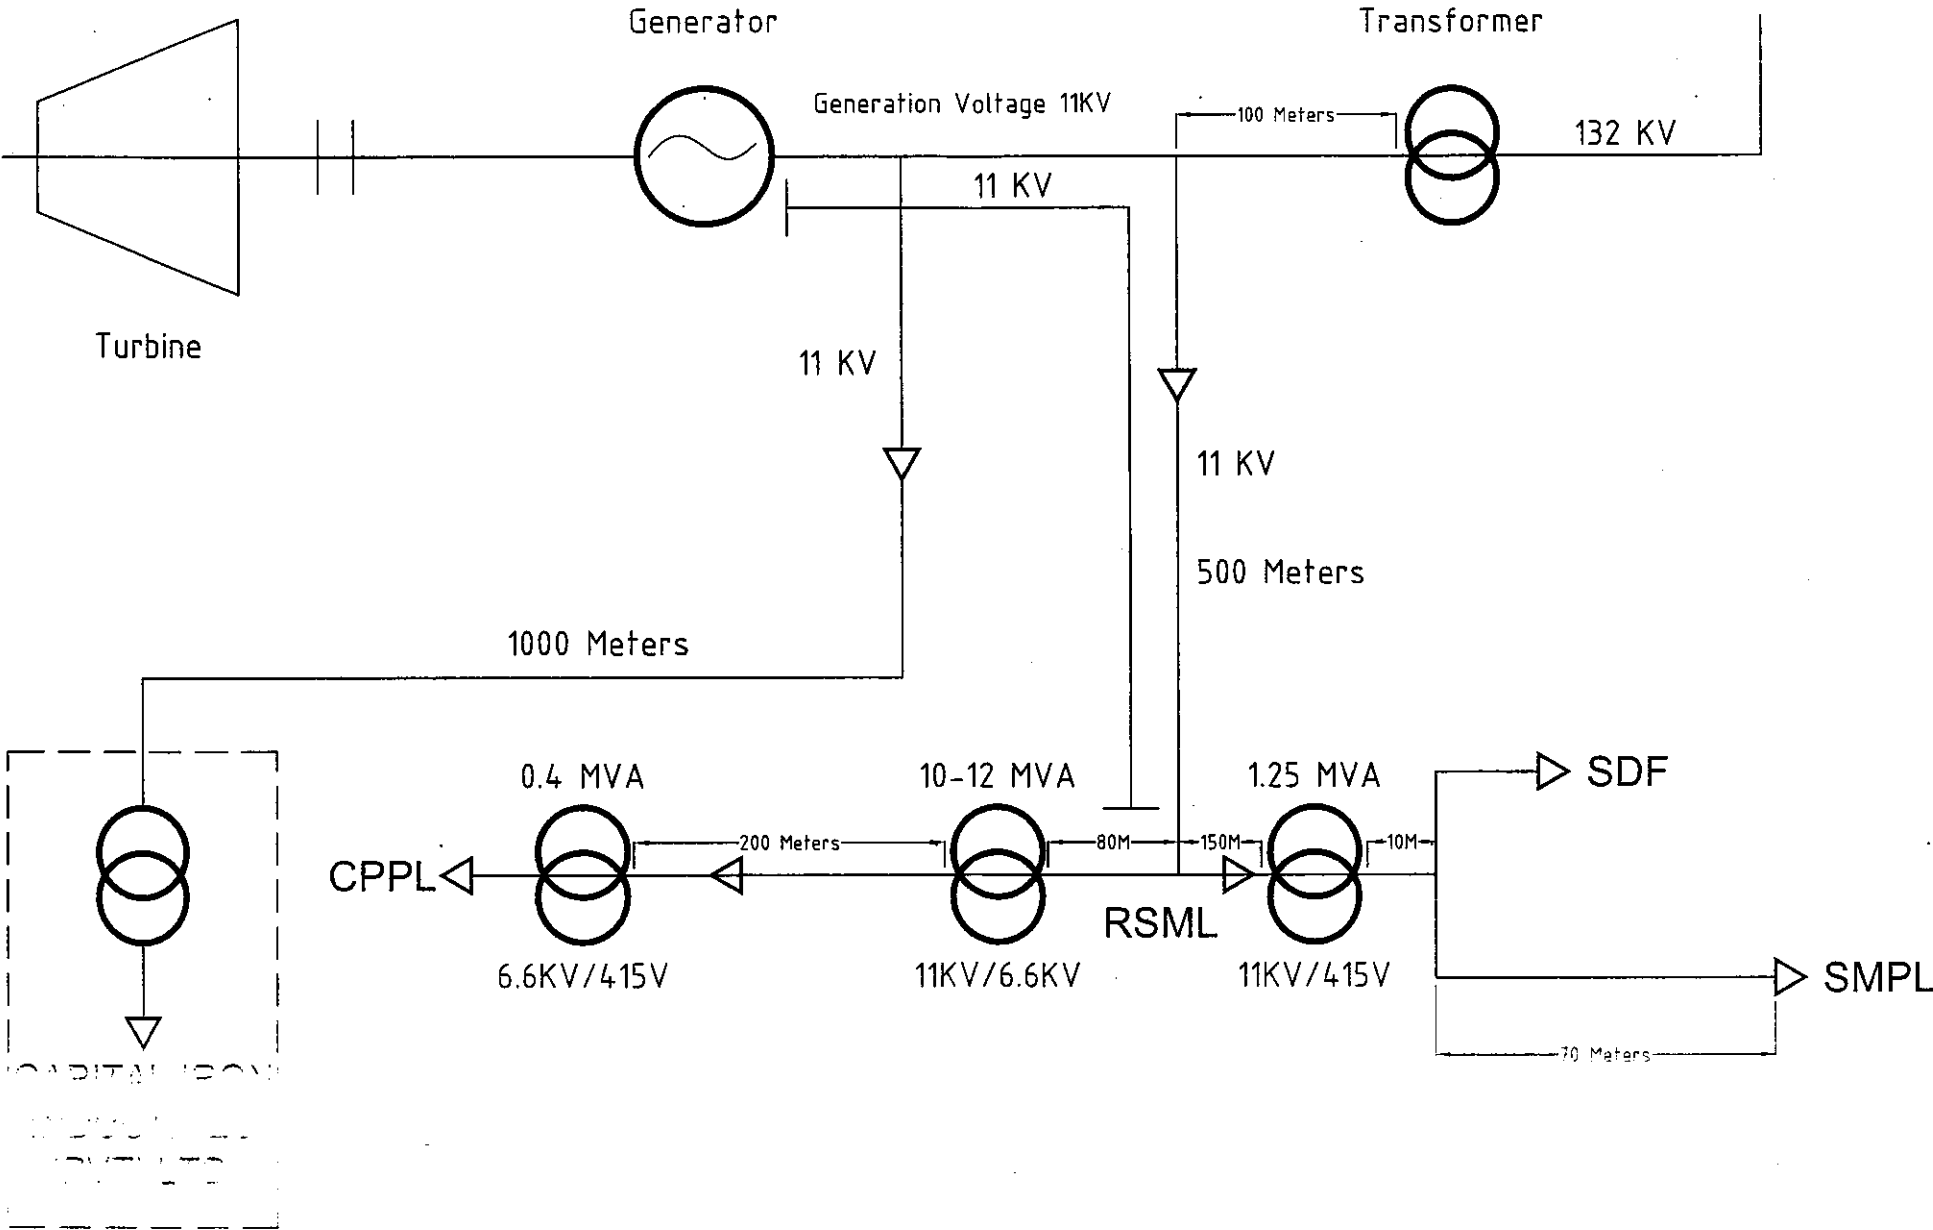 Generator
Transformer
Generation Voltage 11KV
100 Meters
132 KV
11 KV
Turbine
11 KV
11 KV
500 Meters
1000 Meters
0.4 MVA
10-12 MVA
1.25 MVA
SDF
200 Meters
80M
150M
10M
CPPL
RSML
6.6KV/415V
11KV/6.6KV
11KV/415V
SMPL
70 Meters
CAPITAL IRON